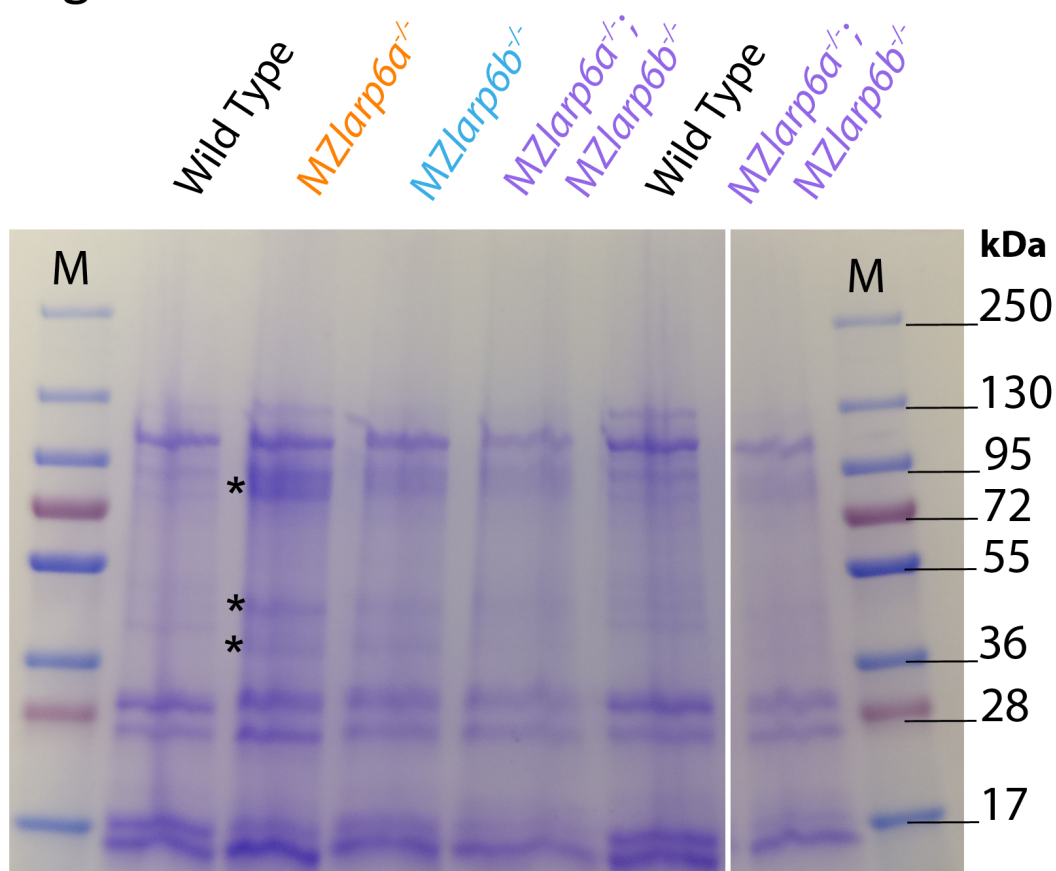 Wild Type
MZlarp6a-/-
MZlarp6b-/-
MZlarp6a-/-;
MZlarp6b-/-
Wild Type
MZlarp6a-/-;
MZlarp6b-/-
kDa
M
M
250
130
95
72
55
36
28
17
*
*
*